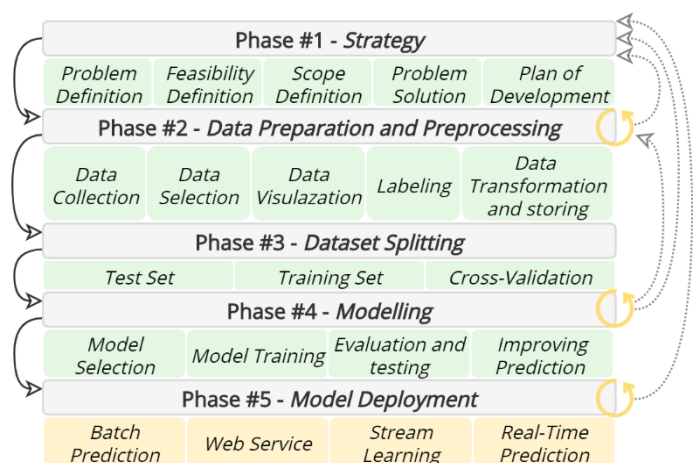 Phase #1 - Strategy
Problem Definition
Feasibility Definition
Scope Definition
Problem Solution
Plan of Development
Phase #2 - Data Preparation and Preprocessing
Data Collection
Data Selection
Data Visulazation
Labeling
Data Transformation and storing
Phase #3 - Dataset Splitting
Test Set
Training Set
Cross-Validation
Phase #4 - Modelling
Model Selection
Model Training
Evaluation and testing
Improving Prediction
Phase #5 - Model Deployment
Batch Prediction
Web Service
Stream Learning
Real-Time Prediction